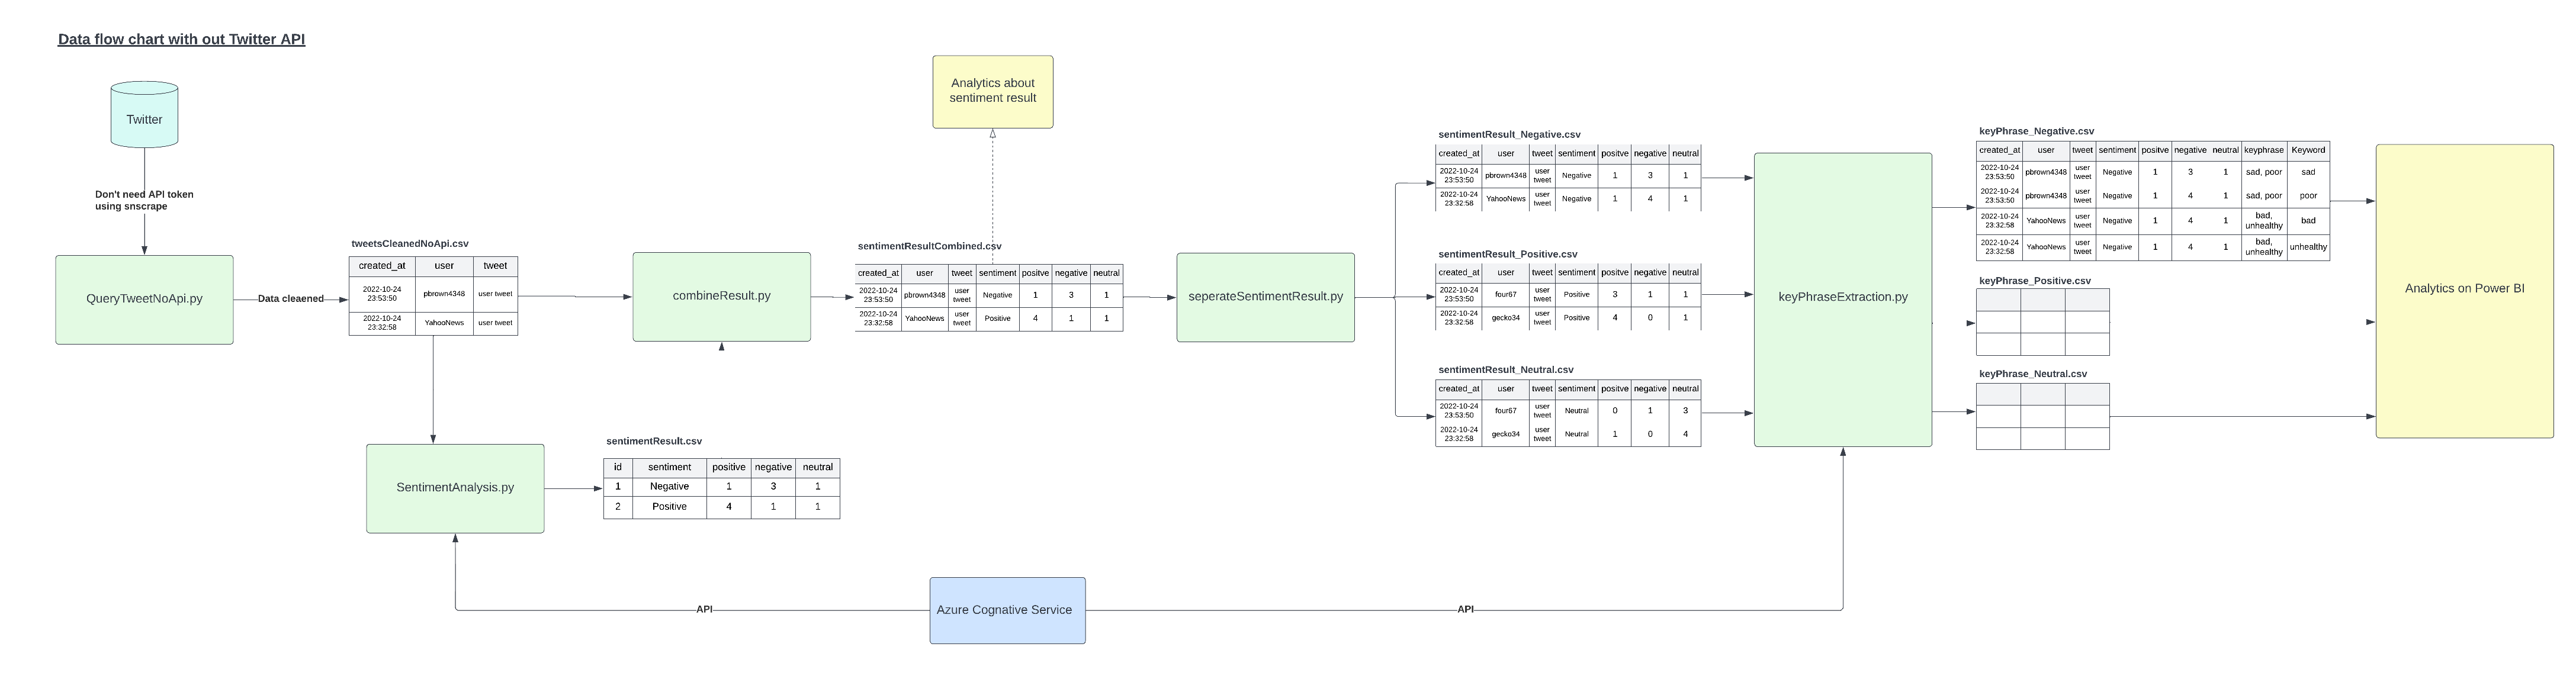 Data flow chart with out Twitter API
Twitter
Don't need API token
using snscrape
QueryTweetNoApi.py
Data cleaened
tweetsCleanedNoApi.csv
created_at user tweet
2022-10-24
23:53:50
pbrown4348 user tweet
2022-10-24
23:32:58
YahooNews user tweet
SentimentAnalysis.py
sentimentResult.csv
id sentiment positive negative neutral
1 Negative 1 3 1
2 Positive 4 1 1
combineResult.py
Analytics about
sentiment result
sentimentResultCombined.csv
created_at user tweet sentiment positve negative neutral
2022-10-24
23:53:50
pbrown4348 user
tweet
Negative 1 3 1
2022-10-24
23:32:58
YahooNews user
tweet
Positive 4 1 1
seperateSentimentResult.py
sentimentResult_Negative.csv
created_at user tweet sentiment positve negative neutral
2022-10-24
23:53:50
pbrown4348 user
tweet
Negative 1 3 1
2022-10-24
23:32:58
YahooNews user
tweet
Negative 1 4 1
sentimentResult_Positive.csv
created_at user tweet sentiment positve negative neutral
2022-10-24
23:53:50
four67 user
tweet
Positive 3 1 1
2022-10-24
23:32:58
gecko34 user
tweet
Positive 4 0 1
sentimentResult_Neutral.csv
created_at user tweet sentiment positve negative neutral
2022-10-24
23:53:50
four67 user
tweet
Neutral 0 1 3
2022-10-24
23:32:58
gecko34 user
tweet
Neutral 1 0 4
keyPhraseExtraction.py
keyPhrase_Negative.csv
created_at user tweet sentiment positve negative neutral keyphrase Keyword
2022-10-24
23:53:50
pbrown4348 user
tweet
Negative 1 3 1 sad, poor sad
2022-10-24
23:53:50
pbrown4348 user
tweet
Negative 1 4 1 sad, poor poor
2022-10-24
23:32:58
YahooNews user
tweet
Negative 1 4 1 bad,
unhealthy
bad
2022-10-24
23:32:58
YahooNews user
tweet
Negative 1 4 1 bad,
unhealthy
unhealthy
keyPhrase_Positive.csv
keyPhrase_Neutral.csv
Analytics on Power BI
Azure Cognative Service
API
API